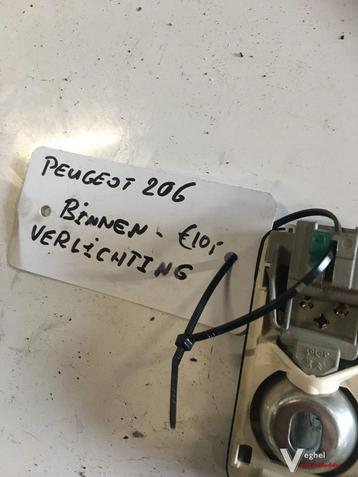 PEUGEOT 206
BINNEN- €10,-
VERLICHTING
Veghel